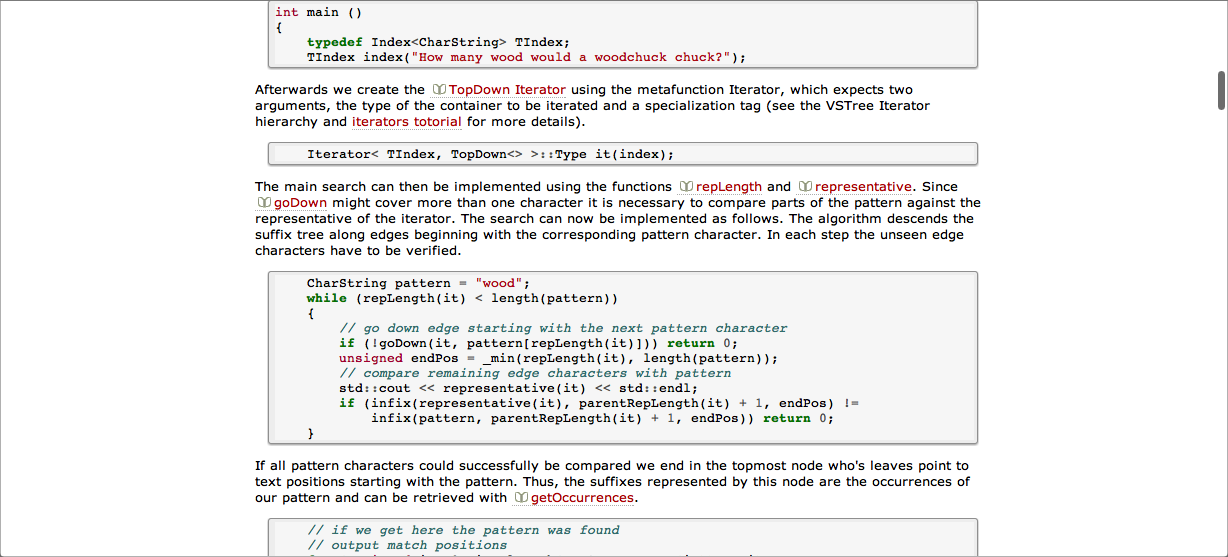 int main ()
{
    typedef Index<CharString> TIndex;
    TIndex index("How many wood would a woodchuck chuck?");
Afterwards we create the TopDown Iterator using the metafunction Iterator, which expects two
arguments, the type of the container to be iterated and a specialization tag (see the VSTree Iterator
hierarchy and iterators totorial for more details).
    Iterator< TIndex, TopDown<> >::Type it(index);
The main search can then be implemented using the functions repLength and representative. Since
goDown might cover more than one character it is necessary to compare parts of the pattern against the
representative of the iterator. The search can now be implemented as follows. The algorithm descends the
suffix tree along edges beginning with the corresponding pattern character. In each step the unseen edge
characters have to be verified.
    CharString pattern = "wood";
    while (repLength(it) < length(pattern))
    {
        // go down edge starting with the next pattern character
        if (!goDown(it, pattern[repLength(it)])) return 0;
        unsigned endPos = _min(repLength(it), length(pattern));
        // compare remaining edge characters with pattern
        std::cout << representative(it) << std::endl;
        if (infix(representative(it), parentRepLength(it) + 1, endPos) !=
            infix(pattern, parentRepLength(it) + 1, endPos)) return 0;
    }
If all pattern characters could successfully be compared we end in the topmost node who's leaves point to
text positions starting with the pattern. Thus, the suffixes represented by this node are the occurrences of
our pattern and can be retrieved with getOccurrences.
    // if we get here the pattern was found
    // output match positions